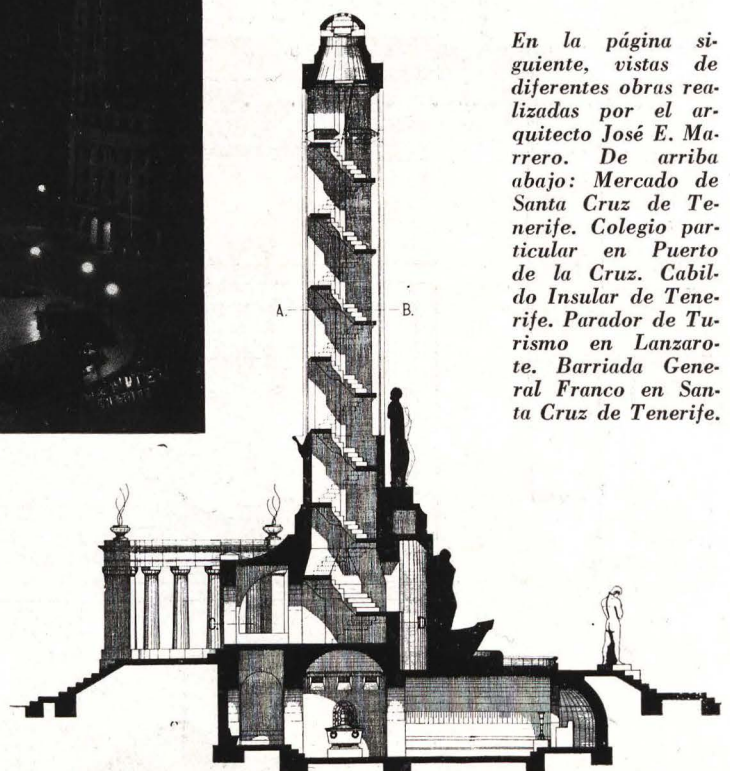 En la página si-
guiente, vistas de
diferentes obras rea-
lizadas por el ar-
quitecto José E. Ma-
rrero. De arriba
abajo: Mercado de
Santa Cruz de Te-
nerife. Colegio par-
ticular en Puerto
de la Cruz. Cabil-
do Insular de Tene-
rife. Parador de Tu-
rismo en Lanzaro-
te. Barriada Gene-
ral Franco en San-
ta Cruz de Tenerife.
A. B.
C. D